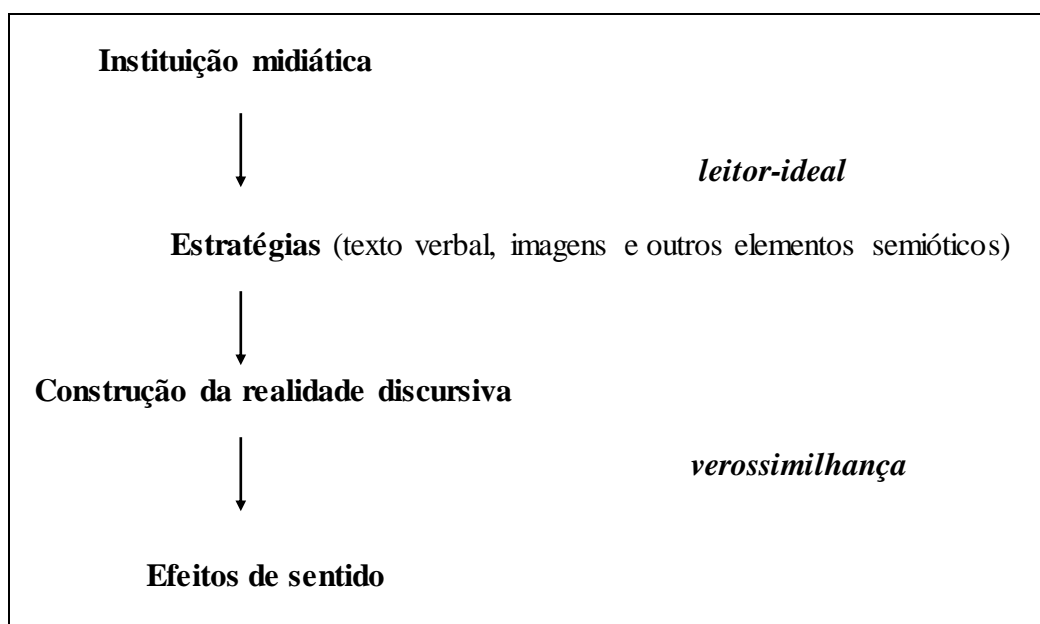 Instituição midiática
leitor-ideal
Estratégias (texto verbal, imagens e outros elementos semióticos)
Construção da realidade discursiva
verossimilhança
Efeitos de sentido